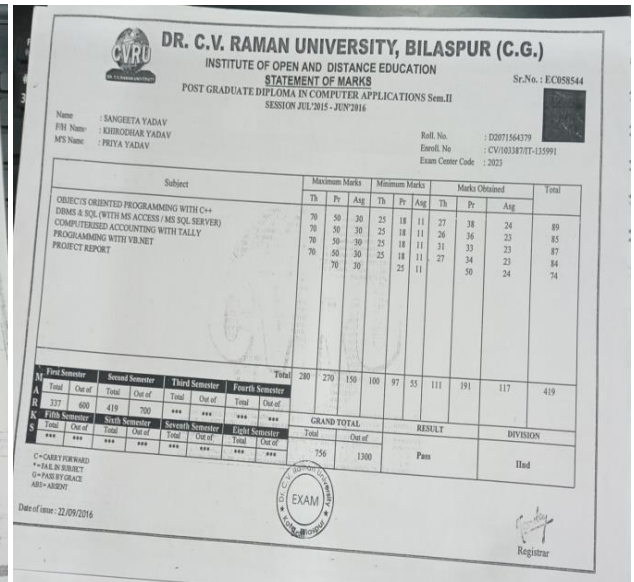 CVRU
DR. C.V. RAMAN UNIVERSITY, BILASPUR (C.G.)
INSTITUTE OF OPEN AND DISTANCE EDUCATION
STATEMENT OF MARKS
Sr.No. : EC058544
POST GRADUATE DIPLOMA IN COMPUTER APPLICATIONS Sem.II
SESSION JUL'2015 - JUN'2016
Name : SANGEETA YADAV
F/H Name : KHIRODHAR YADAV
M'S Name : PRIYA YADAV
Roll. No. : D2071564379
Enroll. No : CV/103387/IT-135991
Exam Center Code : 2023
Subject Maximum Marks Minimum Marks Marks Obtained Total
Th Pr Asg Th Pr Asg Th Pr Asg
OBJECTS ORIENTED PROGRAMMING WITH C++ 70 50 30 25 18 11 27 38 24 89
DBMS & SQL (WITH MS ACCESS / MS SQL SERVER) 70 50 30 25 18 11 26 36 23 85
COMPUTERISED ACCOUNTING WITH TALLY 70 50 30 25 18 11 31 33 23 87
PROGRAMMING WITH VB.NET 70 50 30 25 18 11 27 34 23 84
PROJECT REPORT 70 30 25 11 50 24 74
Total 280 270 150 100 97 55 111 191 117 419
MARKS
First Semester Second Semester Third Semester Fourth Semester
Total Out of Total Out of Total Out of Total Out of
337 600 419 700 *** *** *** ***
Fifth Semester Sixth Semester Seventh Semester Eight Semester
Total Out of Total Out of Total Out of Total Out of
*** *** *** *** *** *** *** ***
GRAND TOTAL RESULT DIVISION
Total Out of
756 1300 Pass IInd
C=CARRY FORWARD
*=FAIL IN SUBJECT
G=PASS BY GRACE
ABS=ABSENT
Dr. C.V. Raman University
EXAM
Kota, Bilaspur
Date of issue : 22/09/2016
Registrar